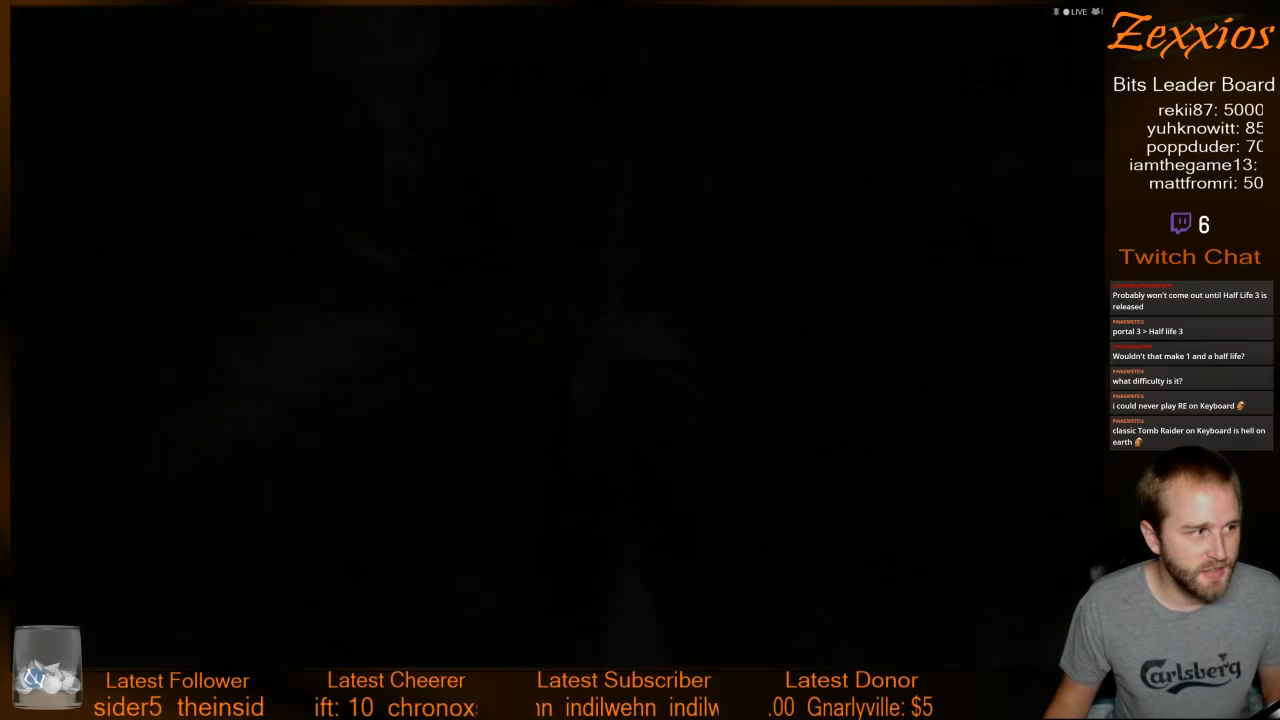 LIVE
Zexxios
Bits Leader Board
rekii87: 5000
yuhknowitt: 85
poppduder: 70
iamthegame13:
mattfromri: 50
6
Twitch Chat
Probably won't come out until Half Life 3 is
released
PINKERPETE15
portal 3 > Half life 3
Wouldn't that make 1 and a half life?
PINKERPETE15
what difficulty is it?
PINKERPETE15
i could never play RE on Keyboard
PINKERPETE15
classic Tomb Raider on Keyboard is hell on
earth
Carlsberg
Latest Follower
sider5 theinsid
Latest Cheerer
ift: 10 chronox
Latest Subscriber
indilwehn indilw
Latest Donor
.00 Gnarlyville: $5